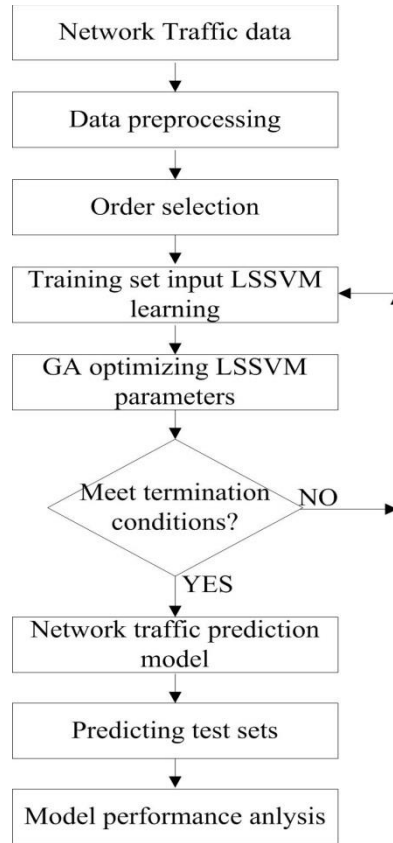 Network Traffic data
Data preprocessing
Order selection
Training set input LSSVM
learning
GA optimizing LSSVM
parameters
Meet termination
conditions?
NO
YES
Network traffic prediction
model
Predicting test sets
Model performance anlysis